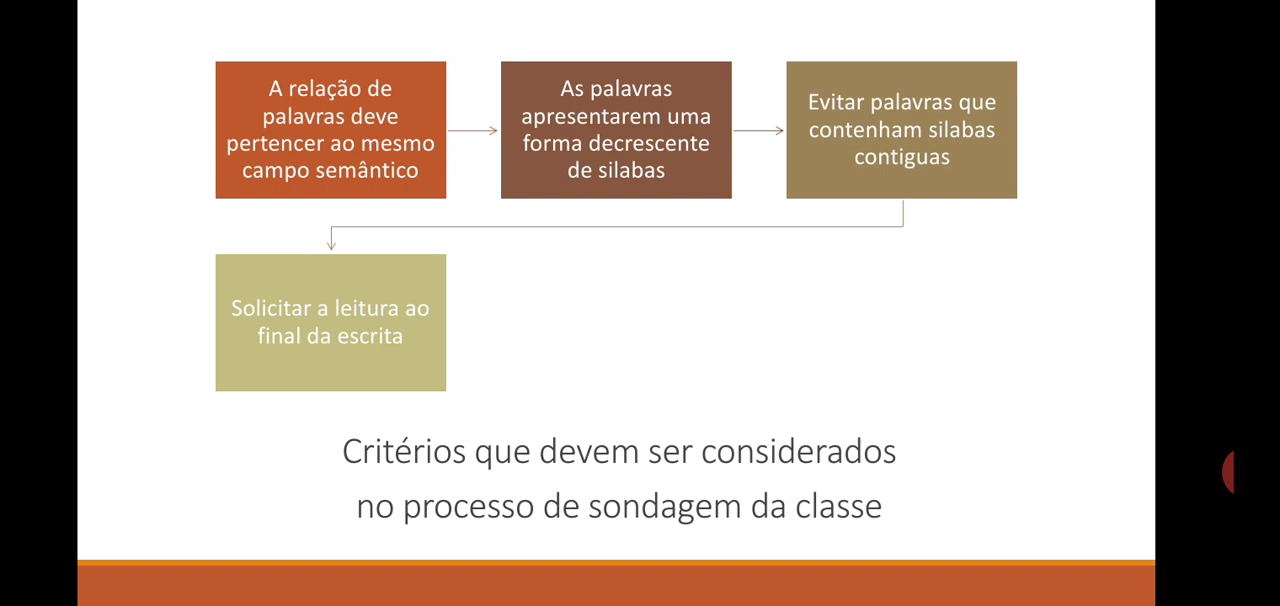 A relação de
palavras deve
pertencer ao mesmo
campo semântico
As palavras
apresentarem uma
forma decrescente
de silabas
Evitar palavras que
contenham silabas
contiguas
Solicitar a leitura ao
final da escrita
Critérios que devem ser considerados
no processo de sondagem da classe